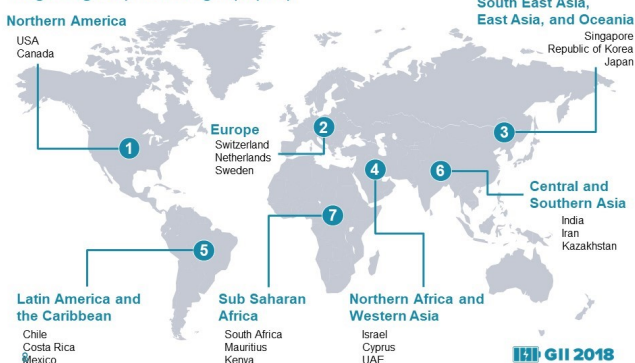 Northern America
USA
Canada
South East Asia,
East Asia, and Oceania
Singapore
Republic of Korea
Japan
Europe
Switzerland
Netherlands
Sweden
1
2
3
4
5
6
7
Central and
Southern Asia
India
Iran
Kazakhstan
Latin America and
the Caribbean
Chile
Costa Rica
Mexico
Sub Saharan
Africa
South Africa
Mauritius
Kenya
Northern Africa and
Western Asia
Israel
Cyprus
UAE
GII 2018